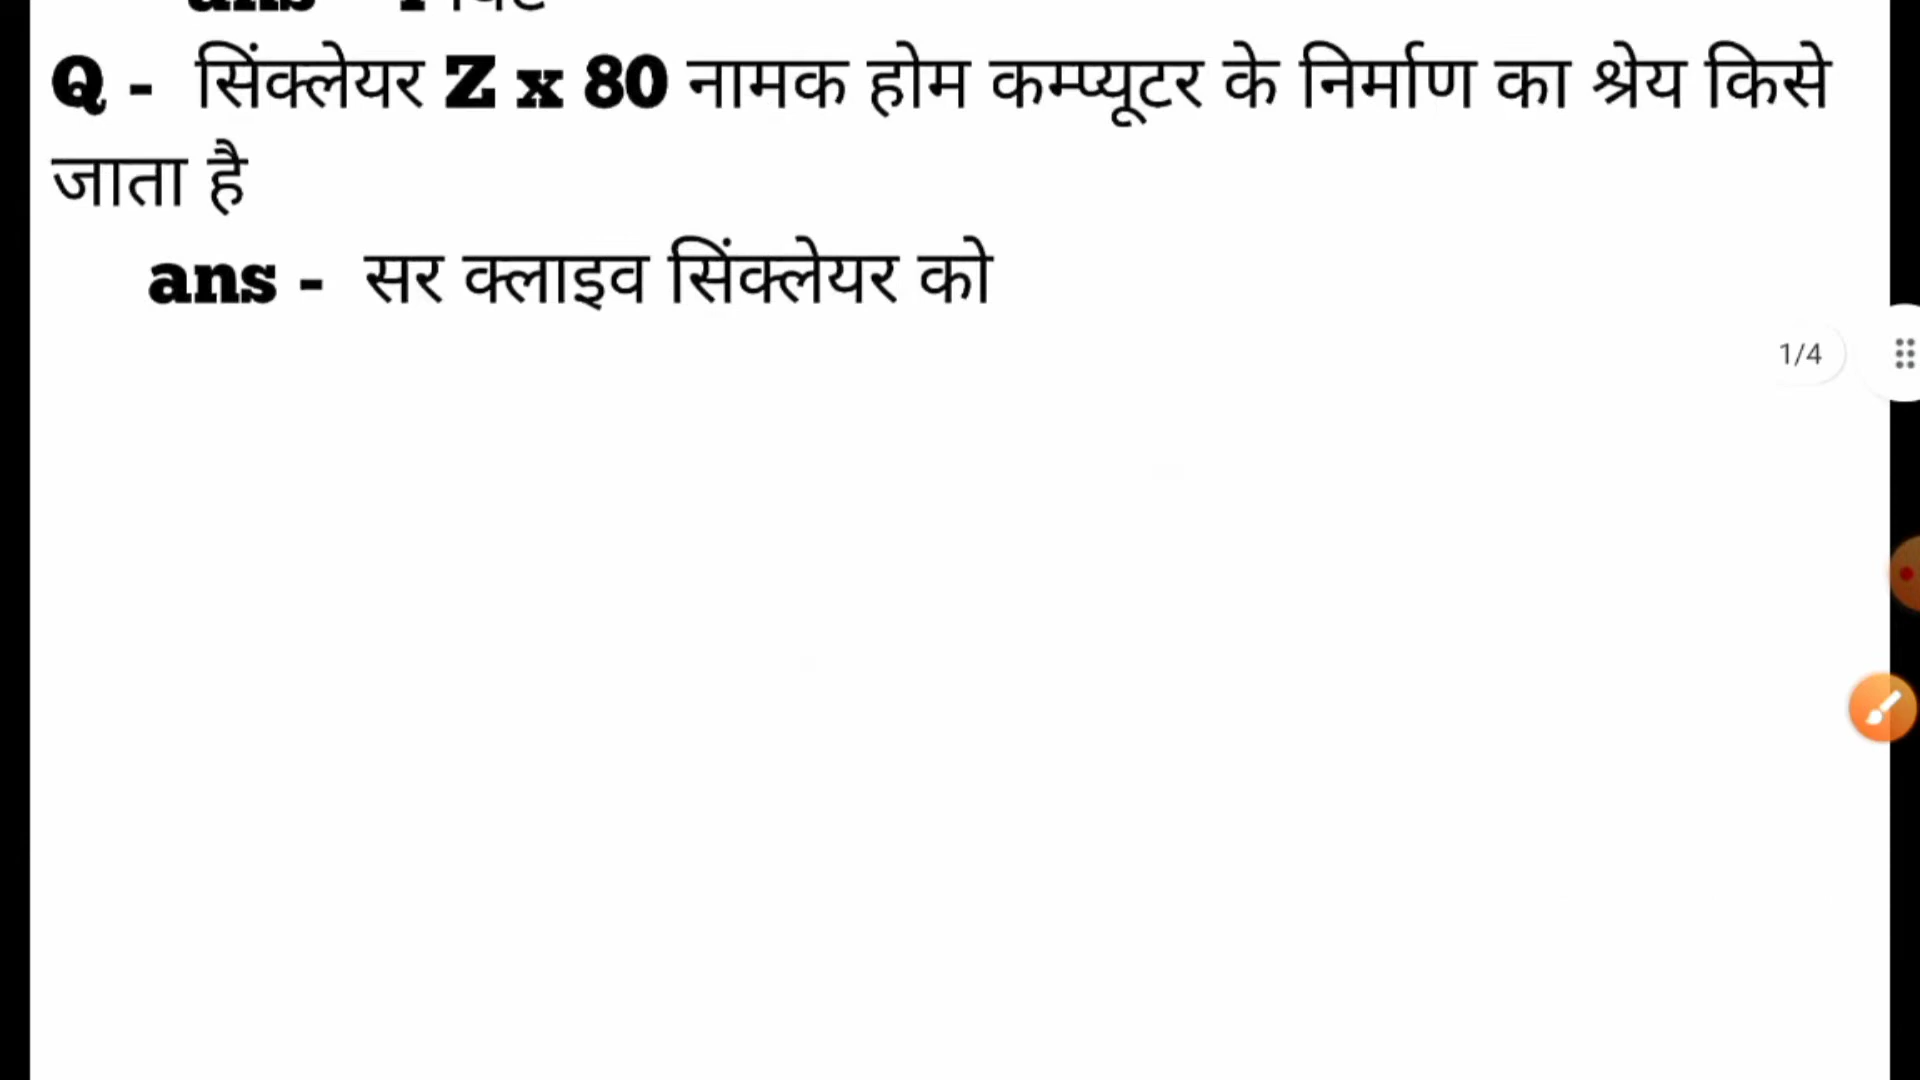 Q - सिंक्लेयर Z x 80 नामक होम कम्प्यूटर के निर्माण का श्रेय किसे
जाता है
ans - सर क्लाइव सिंक्लेयर को
1/4